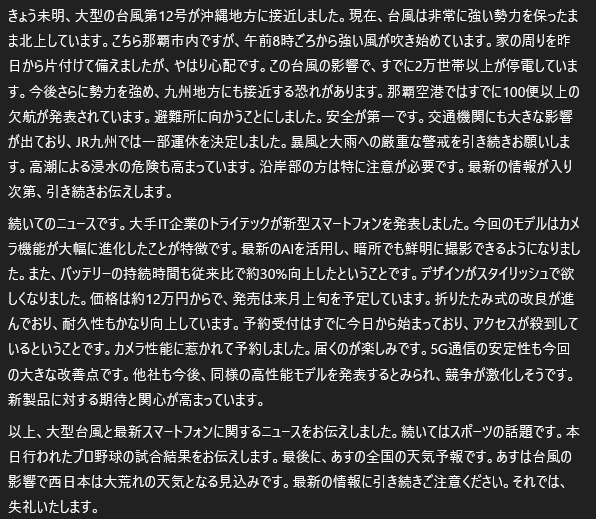 きょう未明、大型の台風第12号が沖縄地方に接近しました。現在、台風は非常に強い勢力を保ったま
ま北上しています。こちら那覇市内ですが、午前8時ごろから強い風が吹き始めています。家の周りを昨
日から片付けて備えましたが、やはり心配です。この台風の影響で、すでに2万世帯以上が停電していま
す。今後さらに勢力を強め、九州地方にも接近する恐れがあります。那覇空港ではすでに100便以上の
欠航が発表されています。避難所に向かうことにしました。安全が第一です。交通機関にも大きな影響
が出ており、JR九州では一部運休を決定しました。暴風と大雨への厳重な警戒を引き続きお願いしま
す。高潮による浸水の危険も高まっています。沿岸部の方は特に注意が必要です。最新の情報が入り
次第、引き続きお伝えします。
続いてのニュースです。大手IT企業のトライテックが新型スマートフォンを発表しました。今回のモデルはカメ
ラ機能が大幅に進化したことが特徴です。最新のAIを活用し、暗所でも鮮明に撮影できるようになりまし
た。また、バッテリーの持続時間も従来比で約30%向上したということです。デザインがスタイリッシュで欲
しくなりました。価格は約12万円からで、発売は来月上旬を予定しています。折りたたみ式の改良が進
んでおり、耐久性もかなり向上しています。予約受付はすでに今日から始まっており、アクセスが殺到して
いるということです。カメラ性能に惹かれて予約しました。届くのが楽しみです。5G通信の安定性も今回
の大きな改善点です。他社も今後、同様の高性能モデルを発表するとみられ、競争が激化しそうです。
新製品に対する期待と関心が高まっています。
以上、大型台風と最新スマートフォンに関するニュースをお伝えしました。続いてはスポーツの話題です。本
日行われたプロ野球の試合結果をお伝えします。最後に、あすの全国の天気予報です。あすは台風の
影響で西日本は大荒れの天気となる見込みです。最新の情報に引き続きご注意ください。それでは、
失礼いたします。